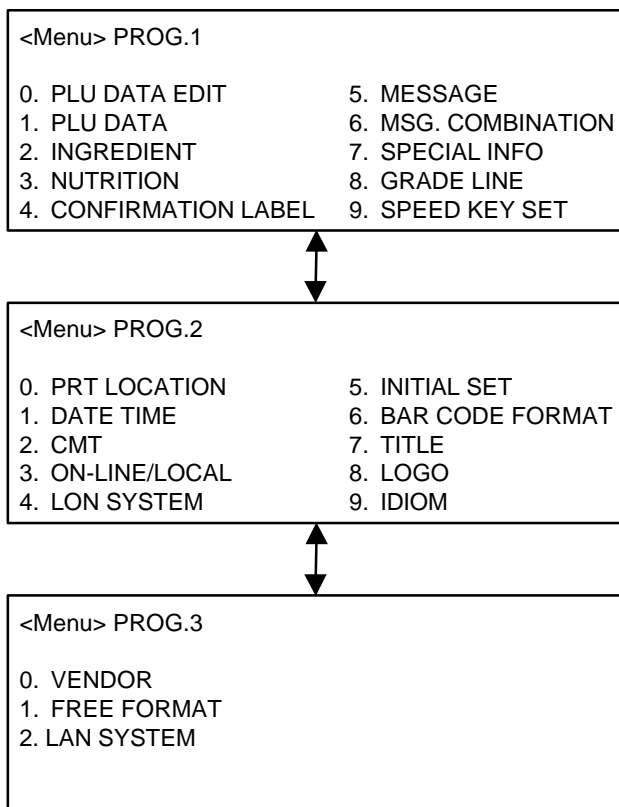 <Menu> PROG.1
0. PLU DATA EDIT 5. MESSAGE
1. PLU DATA 6. MSG. COMBINATION
2. INGREDIENT 7. SPECIAL INFO
3. NUTRITION 8. GRADE LINE
4. CONFIRMATION LABEL 9. SPEED KEY SET
<Menu> PROG.2
0. PRT LOCATION 5. INITIAL SET
1. DATE TIME 6. BAR CODE FORMAT
2. CMT 7. TITLE
3. ON-LINE/LOCAL 8. LOGO
4. LON SYSTEM 9. IDIOM
<Menu> PROG.3
0. VENDOR
1. FREE FORMAT
2. LAN SYSTEM